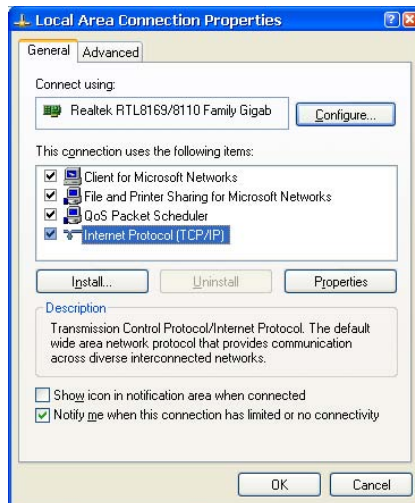 Local Area Connection Properties
General
Advanced
Connect using:
Realtek RTL8169/8110 Family Gigab
Configure...
This connection uses the following items:
Client for Microsoft Networks
File and Printer Sharing for Microsoft Networks
QoS Packet Scheduler
Internet Protocol (TCP/IP)
Install...
Uninstall
Properties
Description
Transmission Control Protocol/Internet Protocol. The default
wide area network protocol that provides communication
across diverse interconnected networks.
Show icon in notification area when connected
Notify me when this connection has limited or no connectivity
OK
Cancel